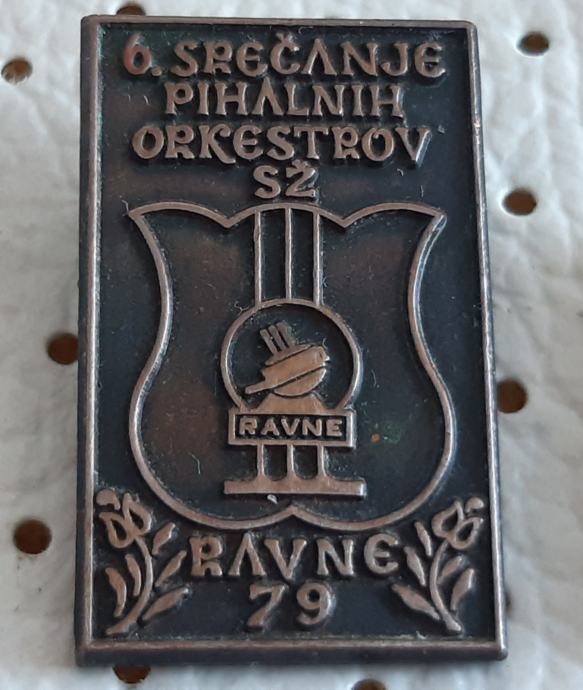 6. SREČANJE
PIHALNIH
ORKESTROV
SŽ
RAVNE
RAVNE
79